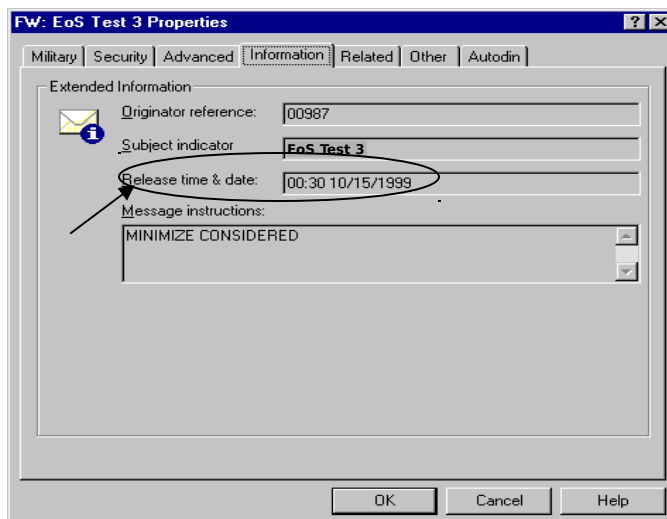 FW: EoS Test 3 Properties
Military Security Advanced Information Related Other Autodin
Extended Information
Originator reference: 00987
Subject indicator EoS Test 3
Release time & date: 00:30 10/15/1999
Message instructions:
MINIMIZE CONSIDERED
OK Cancel Help